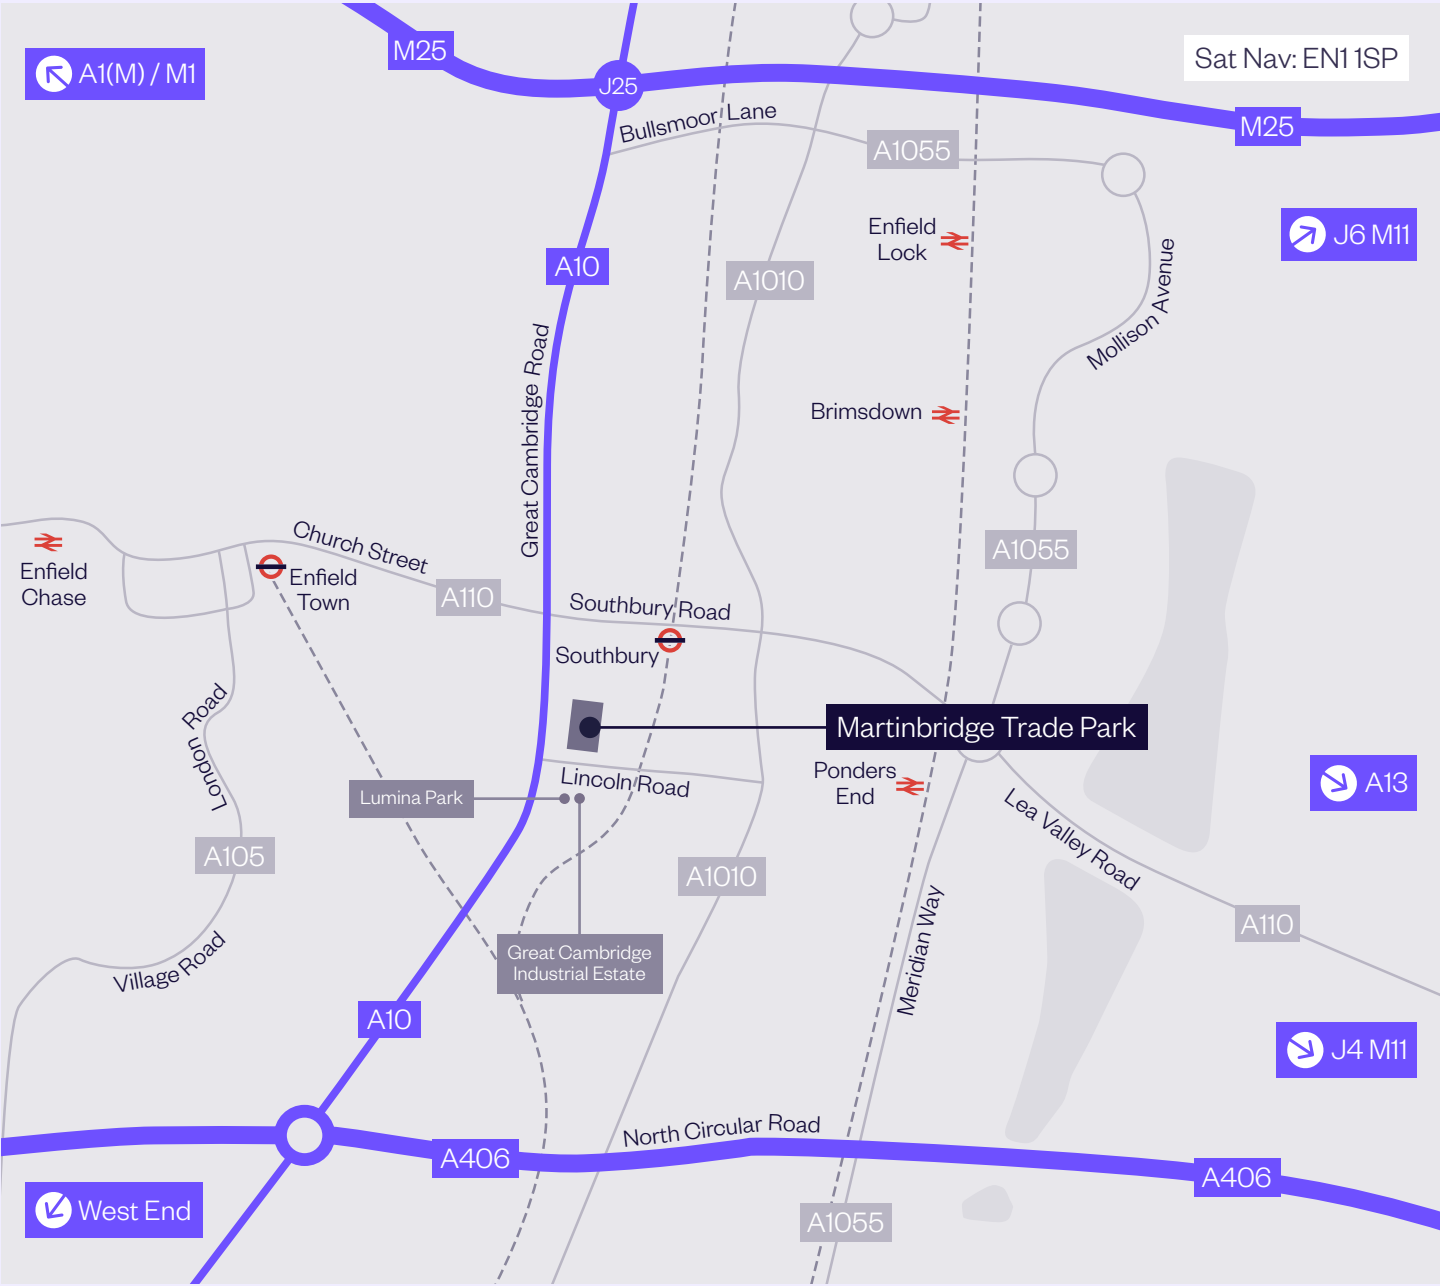 M25
A1(M) / M1
Sat Nav: EN1 1SP
J25
M25
Bullsmoor Lane
A1055
Enfield
Lock
J6 M11
A10
A1010
Mollison Avenue
Great Cambridge Road
Brimsdown
Church Street
A1055
Enfield
Chase
Enfield
Town
A110
Southbury Road
Southbury
London Road
Martinbridge Trade Park
Lincoln Road
Ponders
End
A13
Lumina Park
Lea Valley Road
A105
A1010
Meridian Way
A110
Village Road
Great Cambridge
Industrial Estate
A10
J4 M11
North Circular Road
A406
A406
West End
A1055